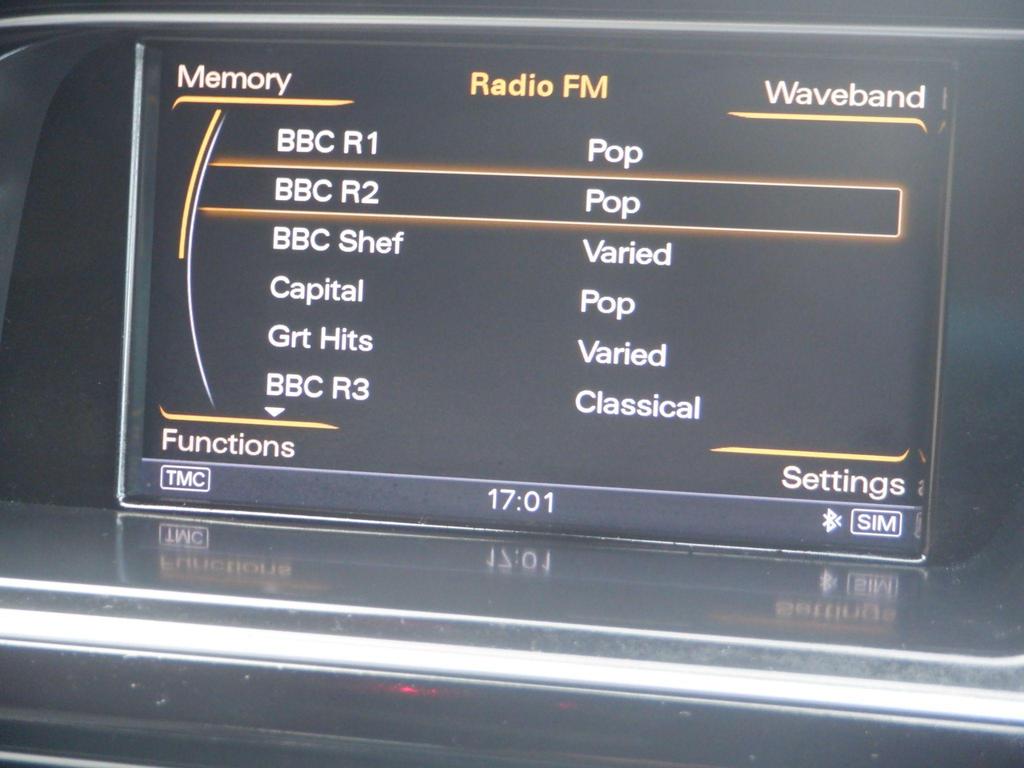 Memory Radio FM Waveband
BBC R1 Pop
BBC R2 Pop
BBC Shef Varied
Capital Pop
Grt Hits Varied
BBC R3 Classical
Functions Settings
TMC 17:01 SIM